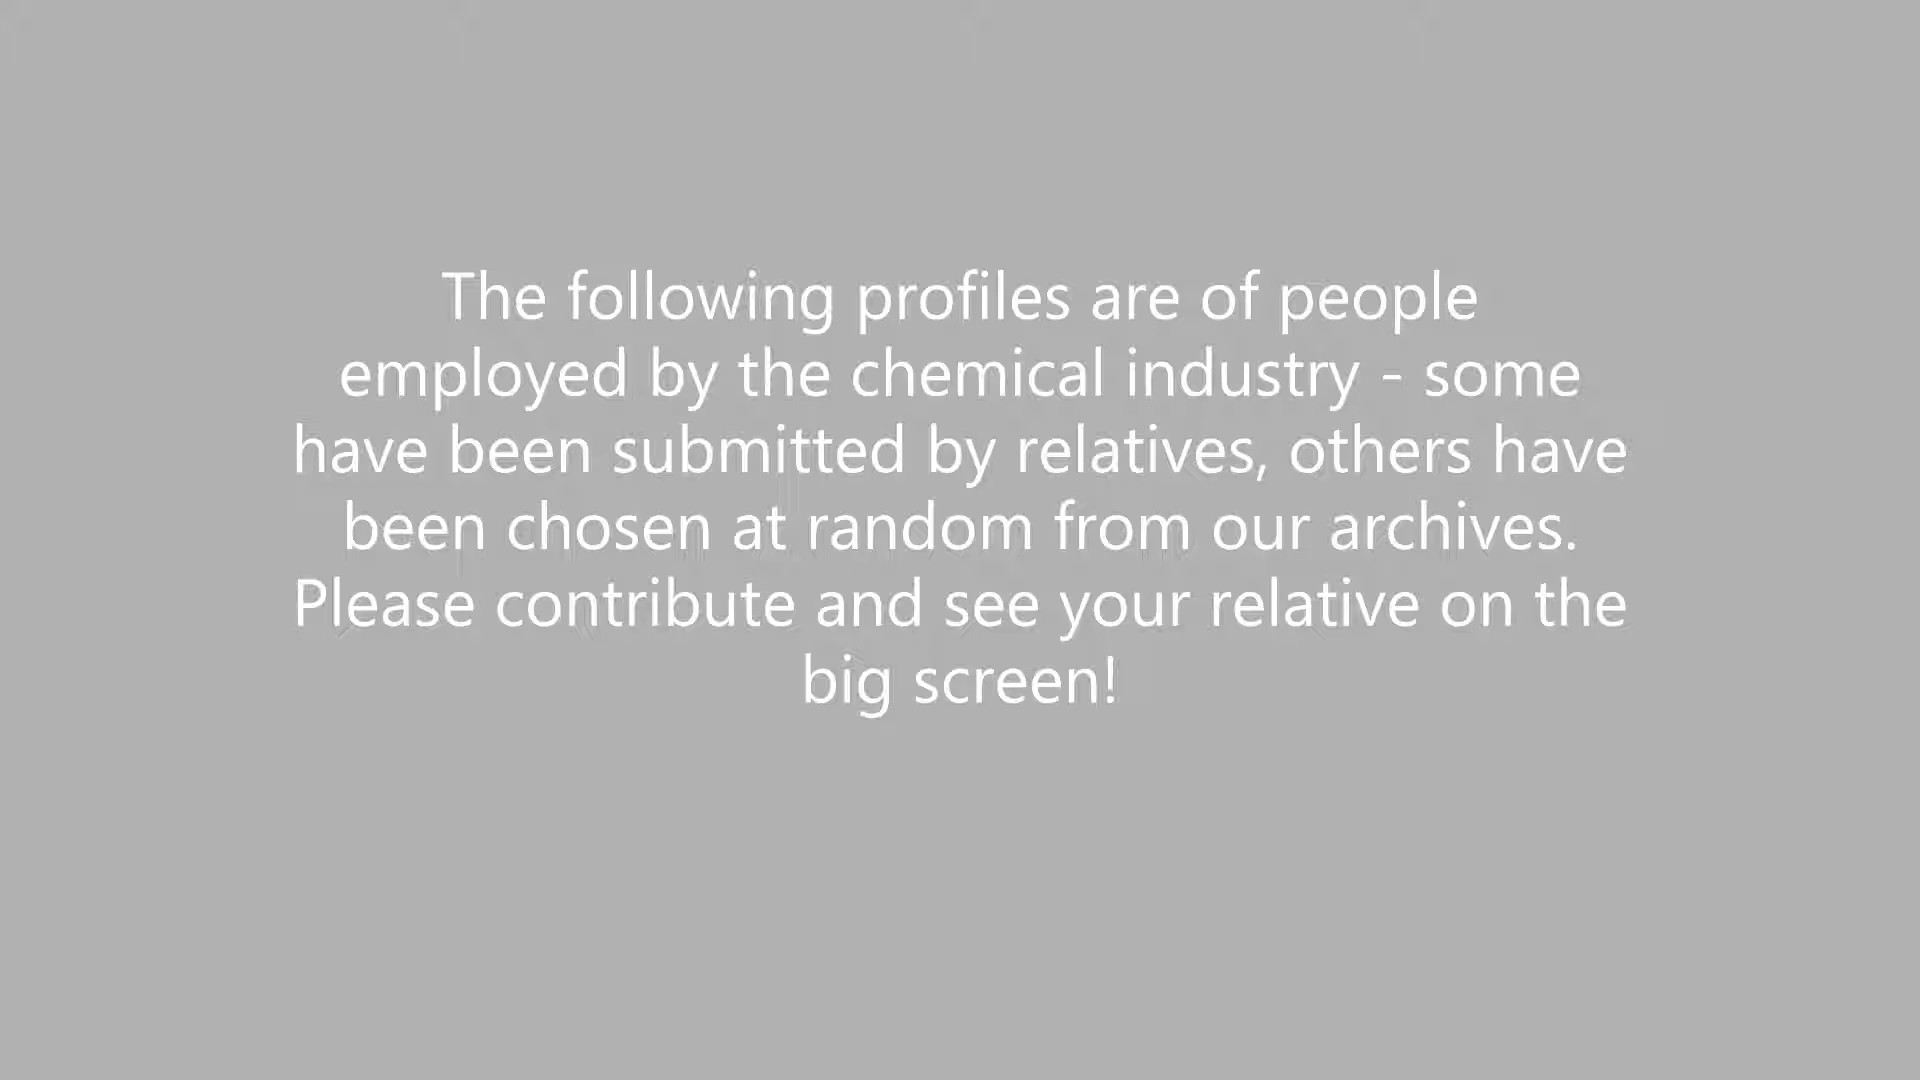 The following profiles are of people
employed by the chemical industry - some
have been submitted by relatives, others have
been chosen at random from our archives.
Please contribute and see your relative on the
big screen!